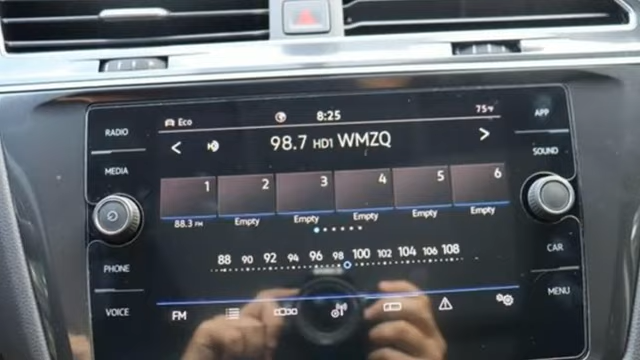 RADIO
MEDIA
PHONE
VOICE
APP
SOUND
CAR
MENU
Eco 8:25 75°F
< 98.7 HD1 WMZQ >
1 2 3 4 5 6
88.3 FM Empty Empty Empty Empty Empty
88 90 92 94 96 98 100 102 104 106 108
FM